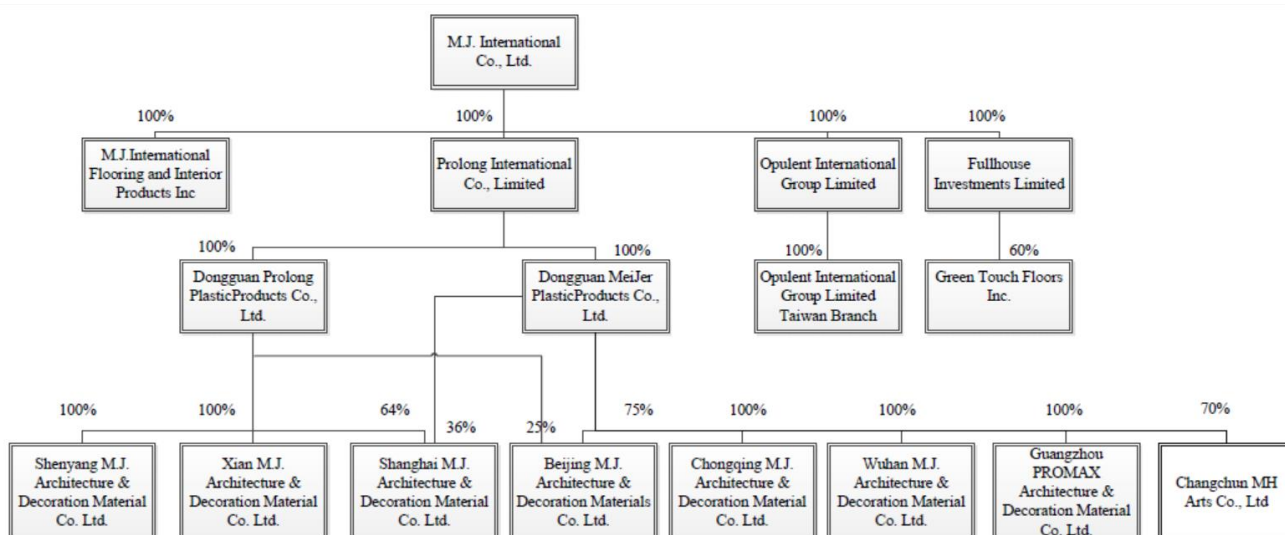 M.J. International
Co., Ltd.
100%
100%
100%
100%
M.J.International
Flooring and Interior
Products Inc
Prolong International
Co., Limited
Opulent International
Group Limited
Fullhouse
Investments Limited
100%
100%
100%
60%
Dongguan Prolong
PlasticProducts Co.,
Ltd.
Dongguan MeiJer
PlasticProducts Co.,
Ltd.
Opulent International
Group Limited
Taiwan Branch
Green Touch Floors
Inc.
100%
100%
64%
36%
25%
75%
100%
100%
100%
70%
Shenyang M.J.
Architecture &
Decoration Material
Co. Ltd.
Xian M.J.
Architecture &
Decoration Material
Co. Ltd.
Shanghai M.J.
Architecture &
Decoration Material
Co. Ltd.
Beijing M.J.
Architecture &
Decoration Materials
Co. Ltd.
Chongqing M.J.
Architecture &
Decoration Material
Co. Ltd.
Wuhan M.J.
Architecture &
Decoration Material
Co. Ltd.
Guangzhou
PROMAX
Architecture &
Decoration Material
Co. Ltd.
Changchun MH
Arts Co., Ltd